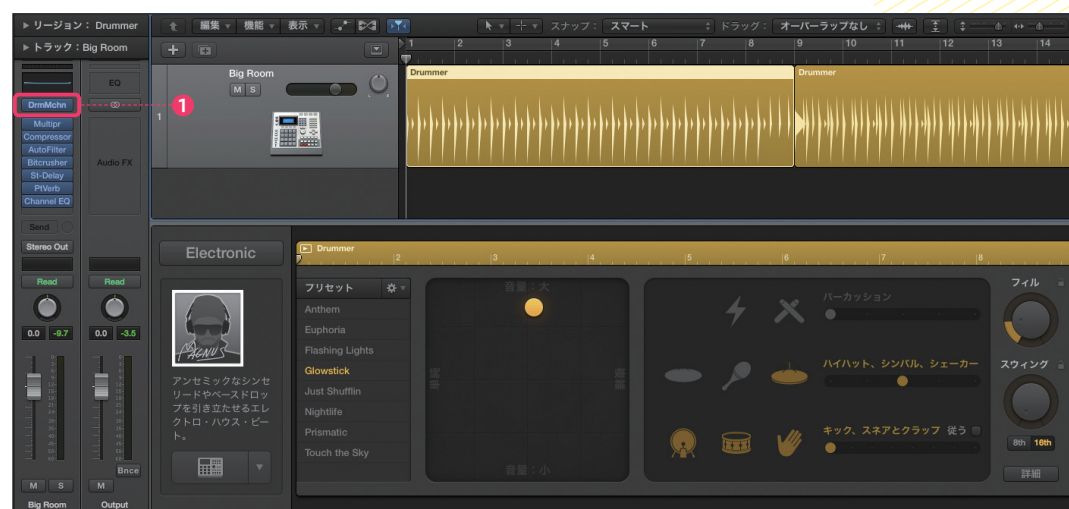 リージョン： Drummer
トラック：Big Room
編集
機能
表示
スナップ： スマート
ドラッグ： オーバーラップなし
1 2 3 4 5 6 7 8 9 10 11 12 13 14
Big Room
M S
1
Drummer
Drummer
EQ
DrmMchn
1
Multipr
Compressor
AutoFilter
Bitcrusher
St-Delay
PtVerb
Channel EQ
Audio FX
Send
Stereo Out
Read
Read
0.0 -9.7
0.0 -3.5
Bnce
M S
M
Big Room
Output
Electronic
MAGNUS
アンセミックなシンセ
リードやベースドロッ
プを引き立たせるエレ
クトロ・ハウス・ビー
ト。
Drummer
2 3 4 5 6 7 8
プリセット
Anthem
Euphoria
Flashing Lights
Glowstick
Just Shufflin
Nightlife
Prismatic
Touch the Sky
音量：大
単純
複雑
音量：小
パーカッション
ハイハット、シンバル、シェーカー
キック、スネアとクラップ 従う
フィル
スウィング
8th 16th
詳細